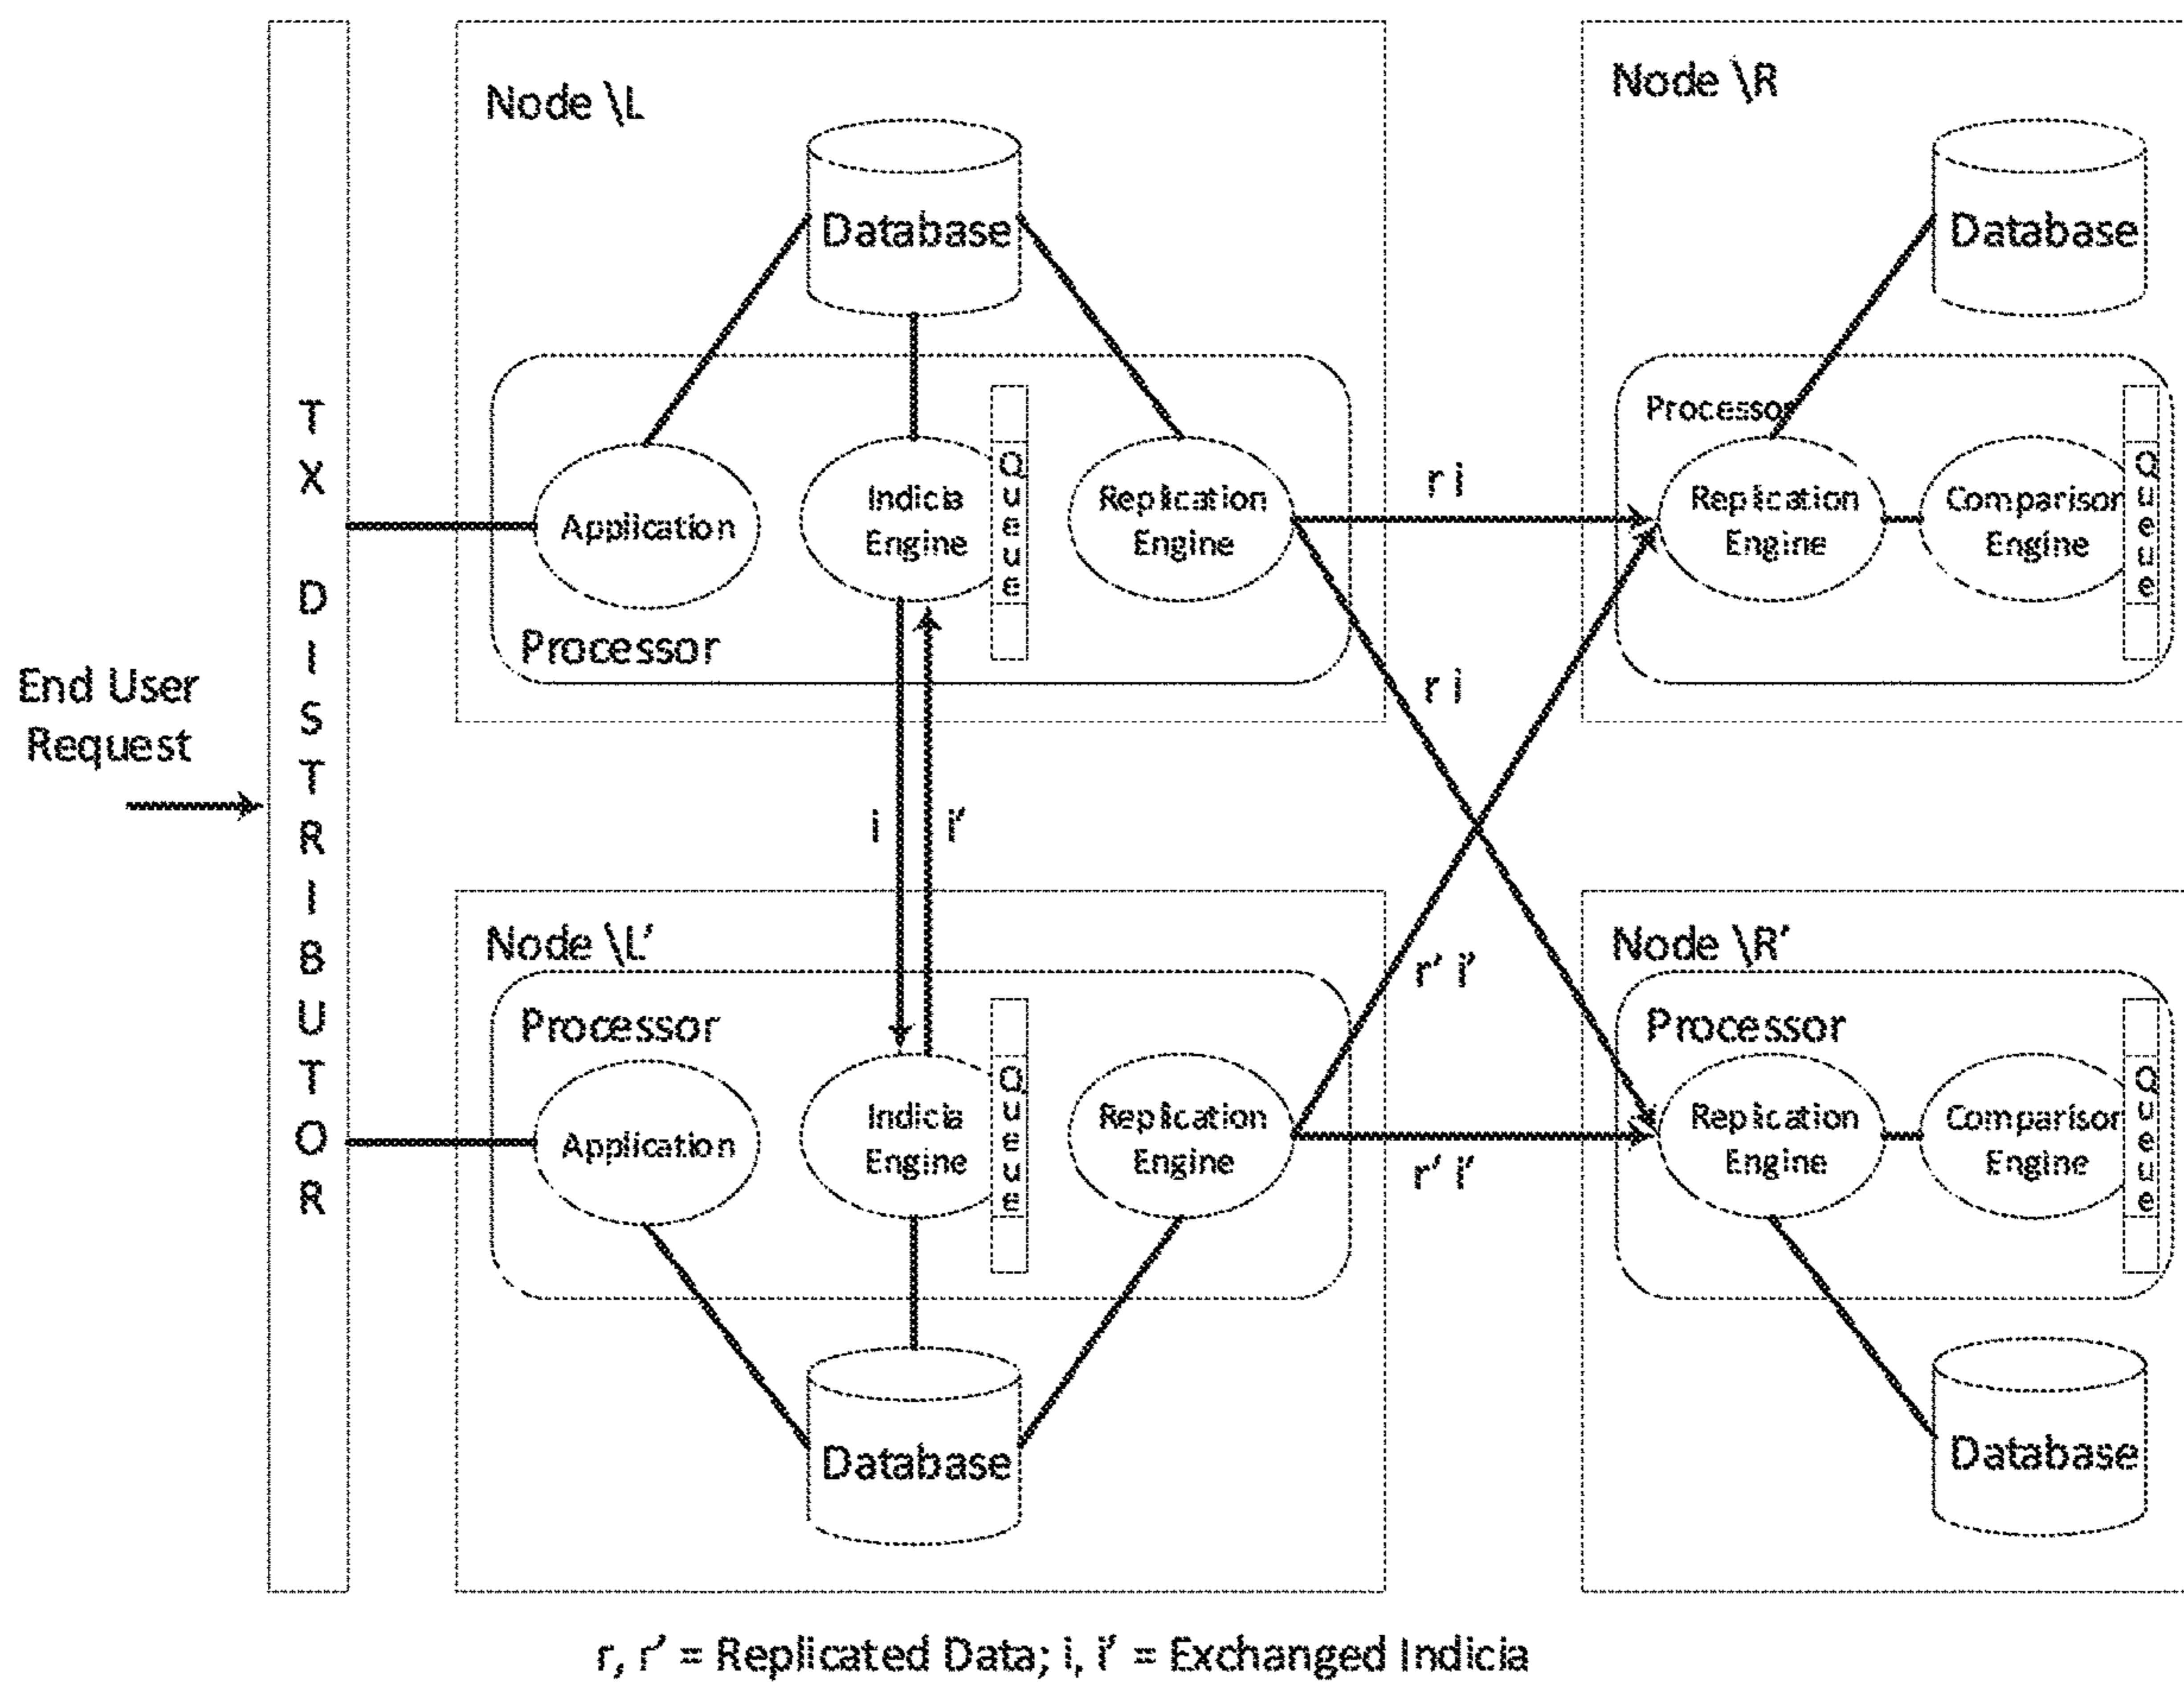 End User
Request
TX DISTRIBUTOR
Node \L
Database
Application
Indicia
Engine
Queue
Replication
Engine
Processor
i
i’
Node \L’
Processor
Application
Indicia
Engine
Queue
Replication
Engine
Database
r i
r i
r’ i’
r’ i’
Node \R
Database
Processor
Replication
Engine
Comparison
Engine
Queue
Node \R’
Processor
Replication
Engine
Comparison
Engine
Queue
Database
r, r’ = Replicated Data; i, i’ = Exchanged Indicia